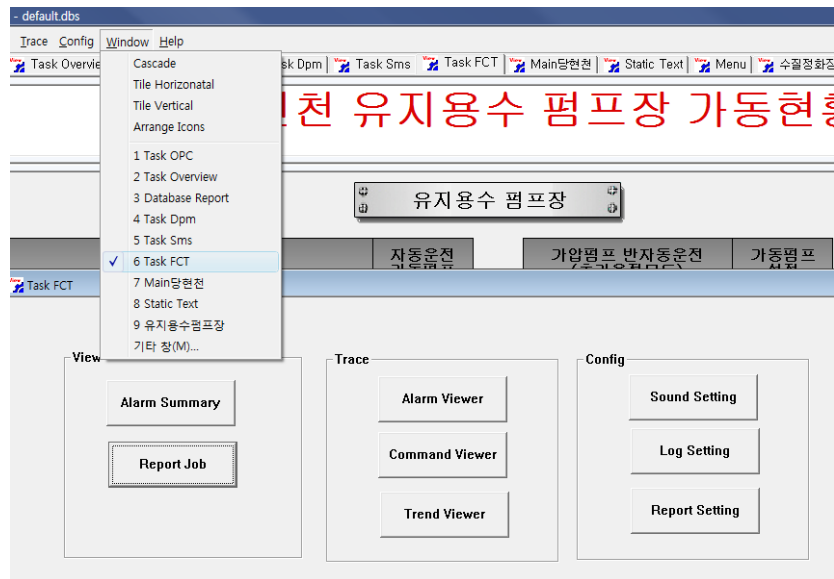 - default.dbs
Trace Config Window Help
Task Overvie
sk Dpm Task Sms Task FCT Main당현천 Static Text Menu 수질정화장
Cascade
Tile Horizonatal
Tile Vertical
Arrange Icons
1 Task OPC
2 Task Overview
3 Database Report
4 Task Dpm
5 Task Sms
✓ 6 Task FCT
7 Main당현천
8 Static Text
9 유지용수펌프장
기타 창(M)...
천 유지용수 펌프장 가동현황
유지용수 펌프장
자동운전 가압펌프 반자동운전 가동펌프
Task FCT
View
Alarm Summary
Report Job
Trace
Alarm Viewer
Command Viewer
Trend Viewer
Config
Sound Setting
Log Setting
Report Setting